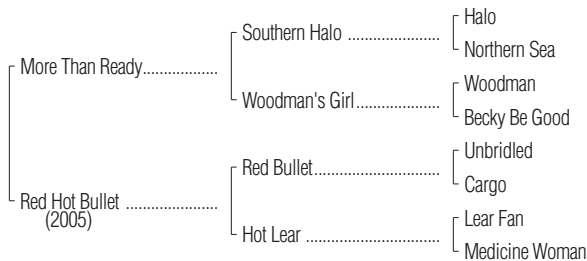 Halo
Southern Halo ..................
Northern Sea
More Than Ready.................
Woodman
Woodman's Girl...................
Becky Be Good
Unbridled
Red Bullet.............................
Cargo
Red Hot Bullet .....................
(2005)
Lear Fan
Hot Lear ...............................
Medicine Woman